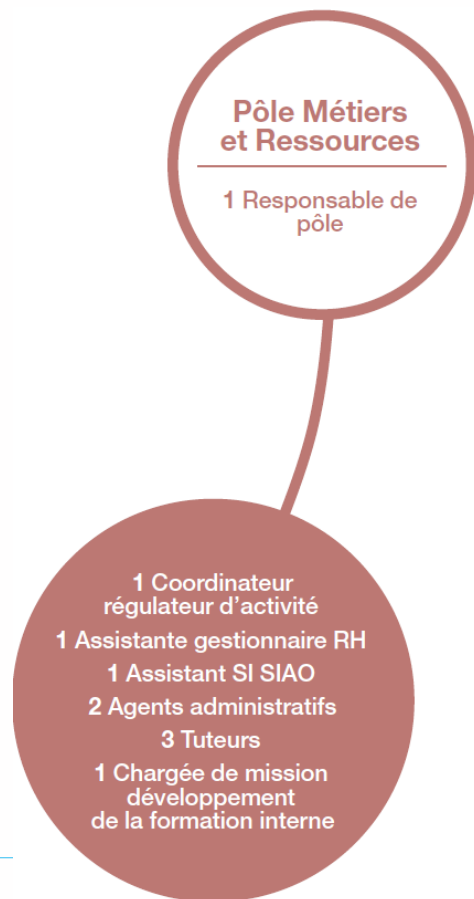 Pôle Métiers
et Ressources
1 Responsable de
pôle
1 Coordinateur
régulateur d’activité
1 Assistante gestionnaire RH
1 Assistant SI SIAO
2 Agents administratifs
3 Tuteurs
1 Chargée de mission
développement
de la formation interne